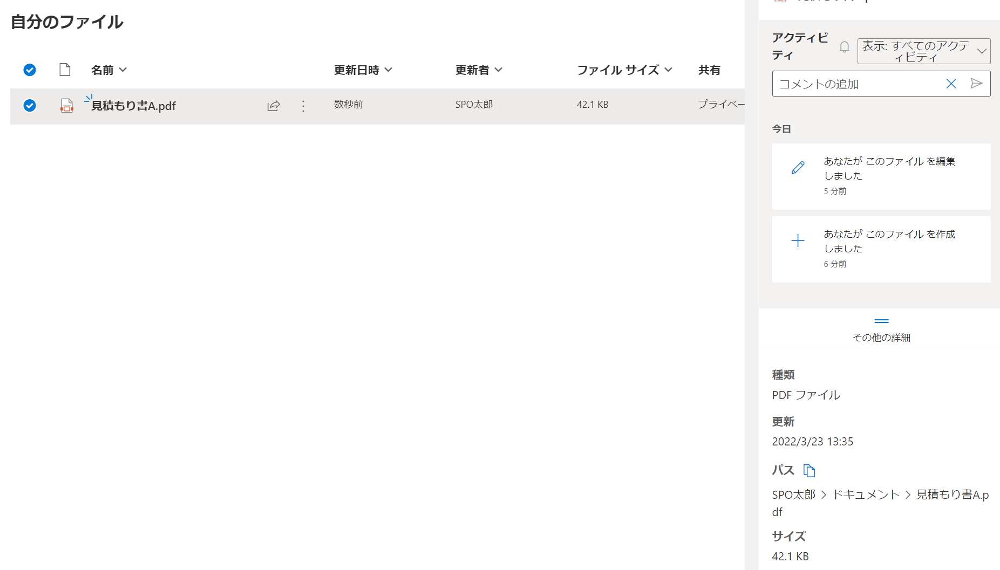 自分のファイル
名前
更新日時
更新者
ファイル サイズ
共有
見積もり書A.pdf
数秒前
SPO太郎
42.1 KB
プライベー
アクティビ
ティ
表示: すべてのアクテ
ィビティ
コメントの追加
今日
あなたが このファイル を編集
しました
5 分前
あなたが このファイル を作成
しました
6 分前
その他の詳細
種類
PDF ファイル
更新
2022/3/23 13:35
パス
SPO太郎 > ドキュメント > 見積もり書A.p
df
サイズ
42.1 KB